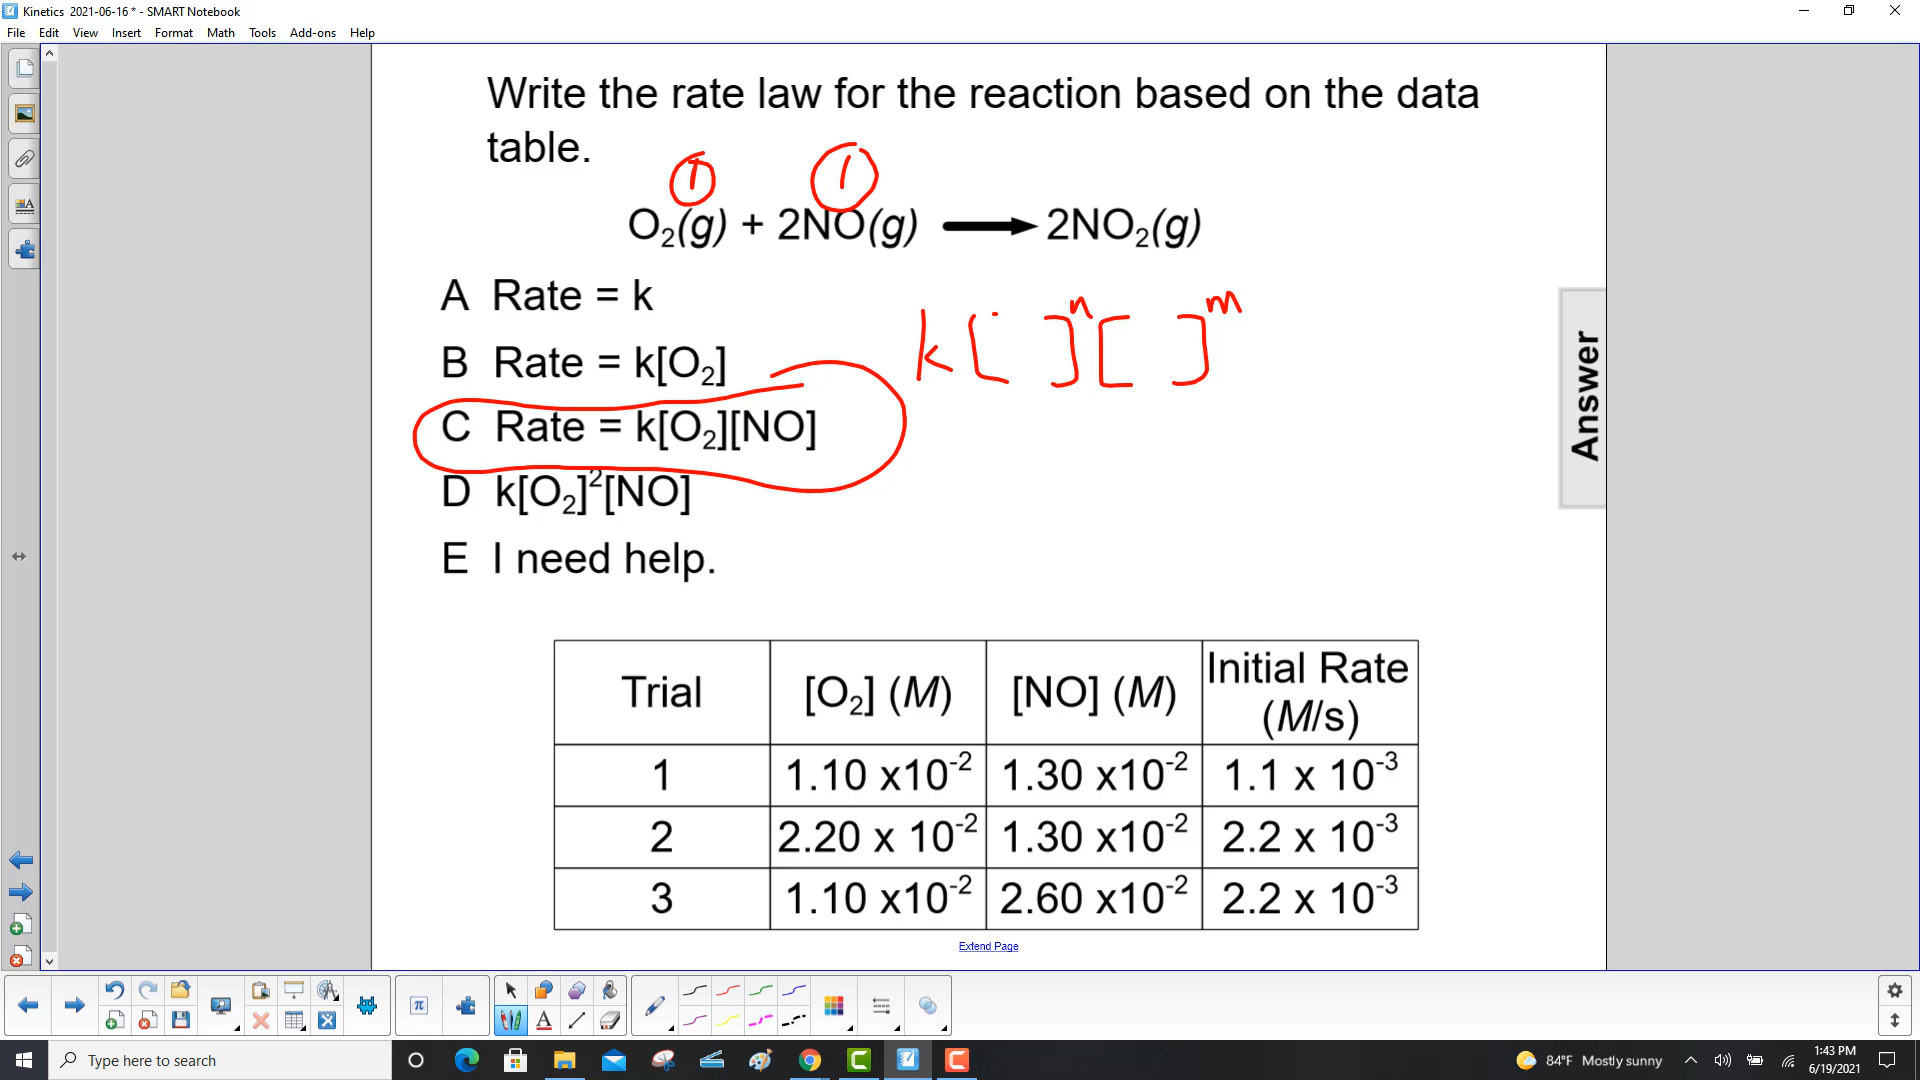 Kinetics 2021-06-16 * - SMART Notebook
File Edit View Insert Format Math Tools Add-ons Help
Write the rate law for the reaction based on the data
table.
1 1
O₂(g) + 2NO(g) → 2NO₂(g)
A Rate = k
k[ ]ⁿ[ ]ᵐ
B Rate = k[O₂]
C Rate = k[O₂][NO]
D k[O₂]²[NO]
E I need help.
Answer
Trial [O₂] (M) [NO] (M) Initial Rate (M/s)
1 1.10 x10⁻² 1.30 x10⁻² 1.1 x 10⁻³
2 2.20 x 10⁻² 1.30 x10⁻² 2.2 x 10⁻³
3 1.10 x10⁻² 2.60 x10⁻² 2.2 x 10⁻³
Extend Page
π
A
Type here to search
84°F Mostly sunny
1:43 PM
6/19/2021